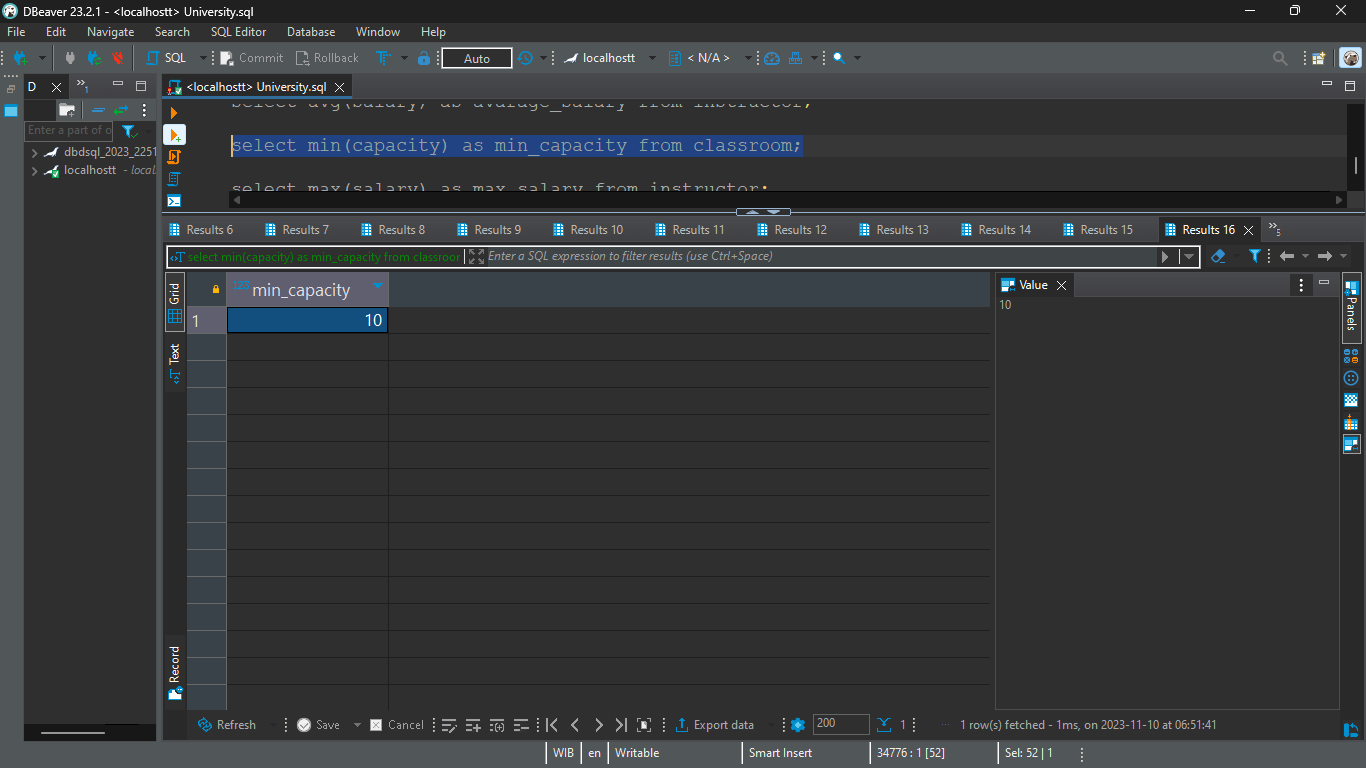 DBeaver 23.2.1 - <localhostt> University.sql
File Edit Navigate Search SQL Editor Database Window Help
SQL Commit Rollback Auto localhostt < N/A >
D »1 <localhostt> University.sql
select avg(salary) as avarage_salary from instructor;
Enter a part of o
select min(capacity) as min_capacity from classroom;
dbdsql_2023_2251
localhostt - local
select max(salary) as max_salary from instructor;
Results 6 Results 7 Results 8 Results 9 Results 10 Results 11 Results 12 Results 13 Results 14 Results 15 Results 16 »5
select min(capacity) as min_capacity from classroor Enter a SQL expression to filter results (use Ctrl+Space)
Grid 123 min_capacity Value Panels
1 10 10
Text
Record
Refresh Save Cancel Export data 200 1 1 row(s) fetched - 1ms, on 2023-11-10 at 06:51:41
WIB en Writable Smart Insert 34776 : 1 [52] Sel: 52 | 1